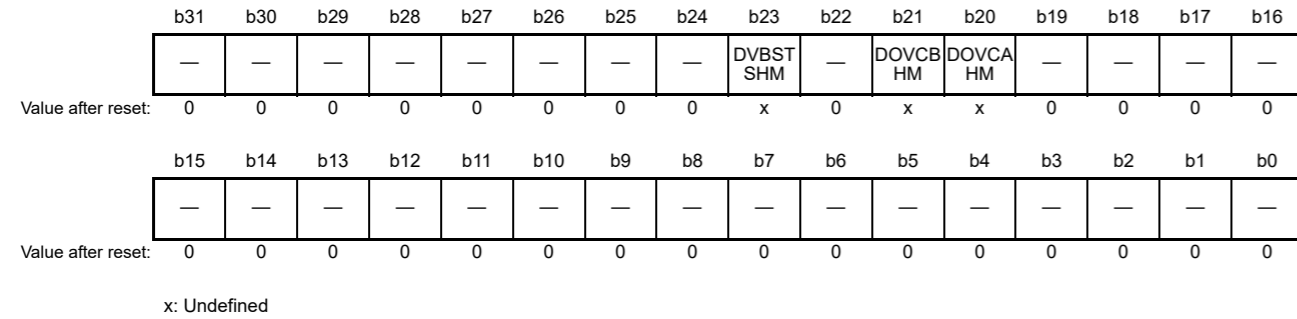 b31 b30 b29 b28 b27 b26 b25 b24 b23 b22 b21 b20 b19 b18 b17 b16
— — — — — — — — DVBST SHM — DOVCB HM DOVCA HM — — — —
Value after reset: 0 0 0 0 0 0 0 0 x 0 x x 0 0 0 0
b15 b14 b13 b12 b11 b10 b9 b8 b7 b6 b5 b4 b3 b2 b1 b0
— — — — — — — — — — — — — — — —
Value after reset: 0 0 0 0 0 0 0 0 0 0 0 0 0 0 0 0
x: Undefined